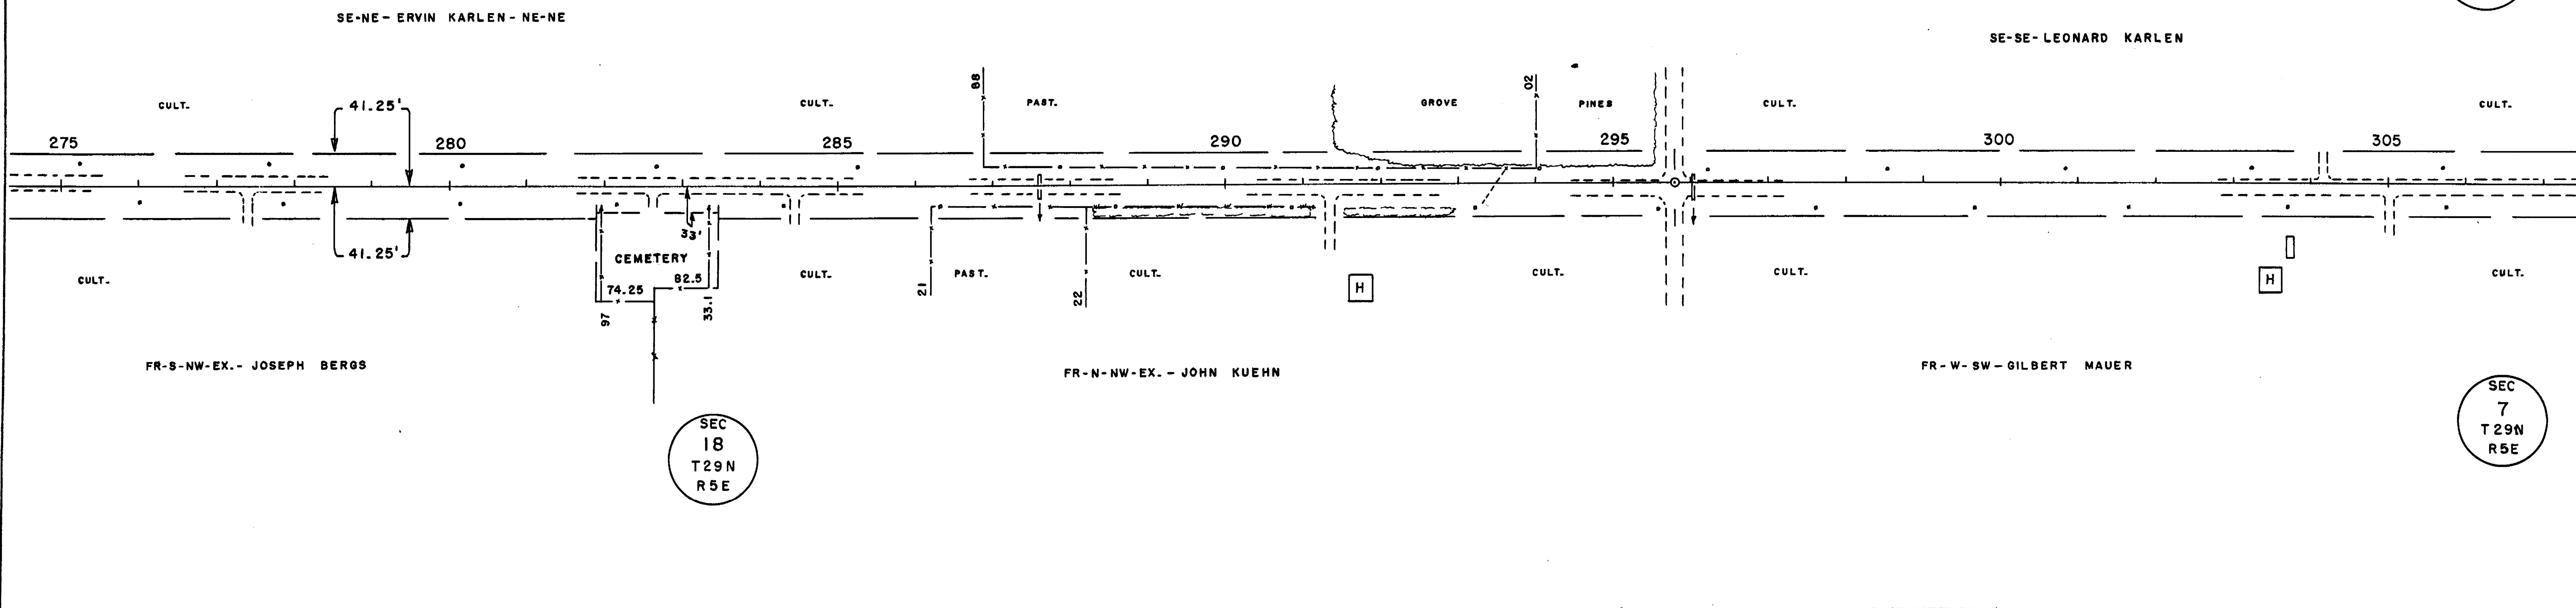 SE-NE- ERVIN KARLEN - NE-NE
SE-SE- LEONARD KARLEN
CULT.
41.25'
CULT.
88
PAST.
GROVE
02
PINES
CULT.
CULT.
275
280
285
290
295
300
305
33'
41.25'
CEMETERY
82.5
74.25
97
33.1
CULT.
CULT.
21
PAST.
22
CULT.
H
CULT.
CULT.
H
CULT.
FR-S-NW-EX.- JOSEPH BERGS
FR-N-NW-EX. - JOHN KUEHN
FR-W-SW-GILBERT MAUER
SEC
18
T29N
R5E
SEC
7
T29N
R5E